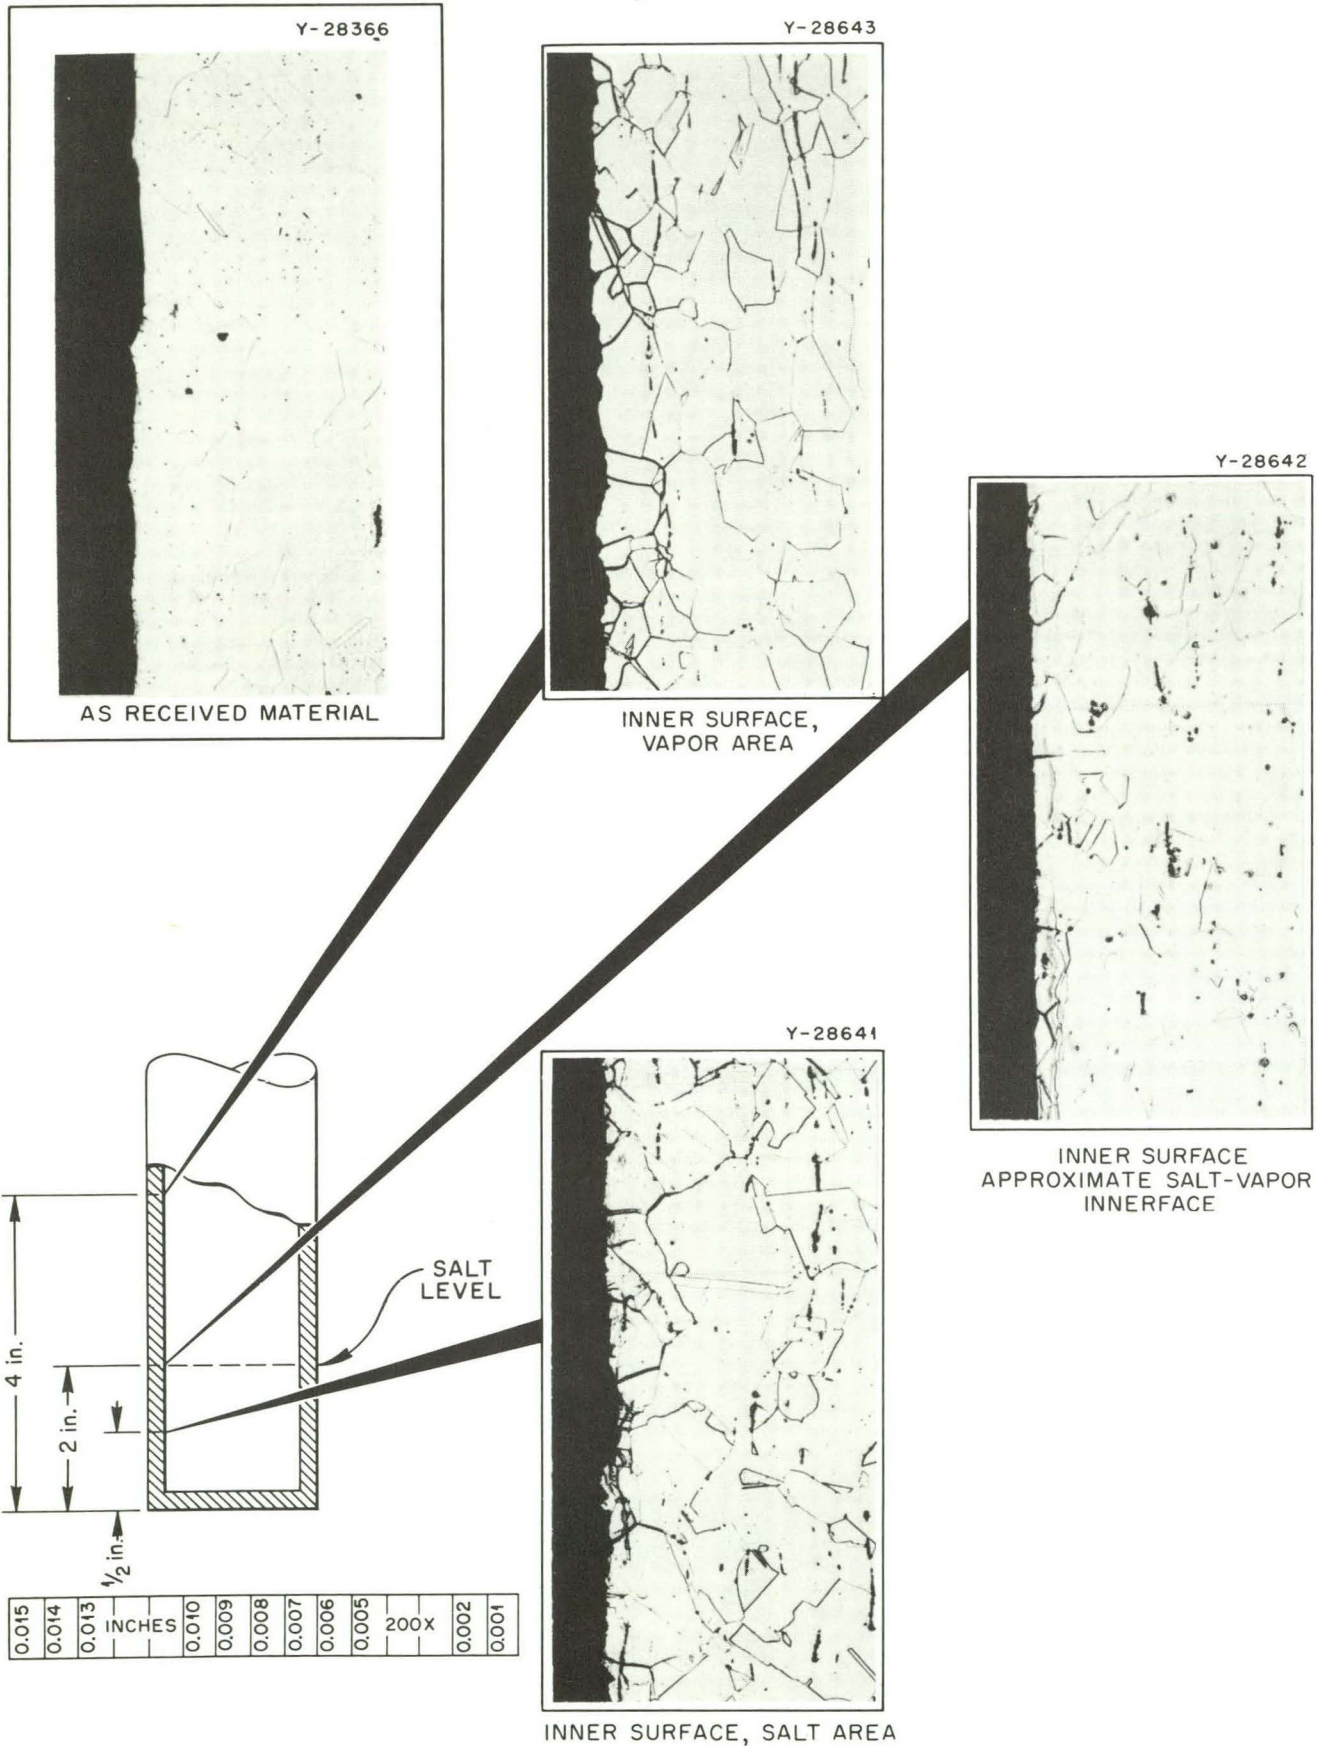 Y-28366
AS RECEIVED MATERIAL
Y-28643
INNER SURFACE,
VAPOR AREA
Y-28642
INNER SURFACE
APPROXIMATE SALT-VAPOR
INNERFACE
SALT
LEVEL
4 in.
2 in.
1/2 in.
0.015 0.014 0.013 INCHES 0.010 0.009 0.008 0.007 0.006 0.005 200X 0.002 0.001
Y-28641
INNER SURFACE, SALT AREA